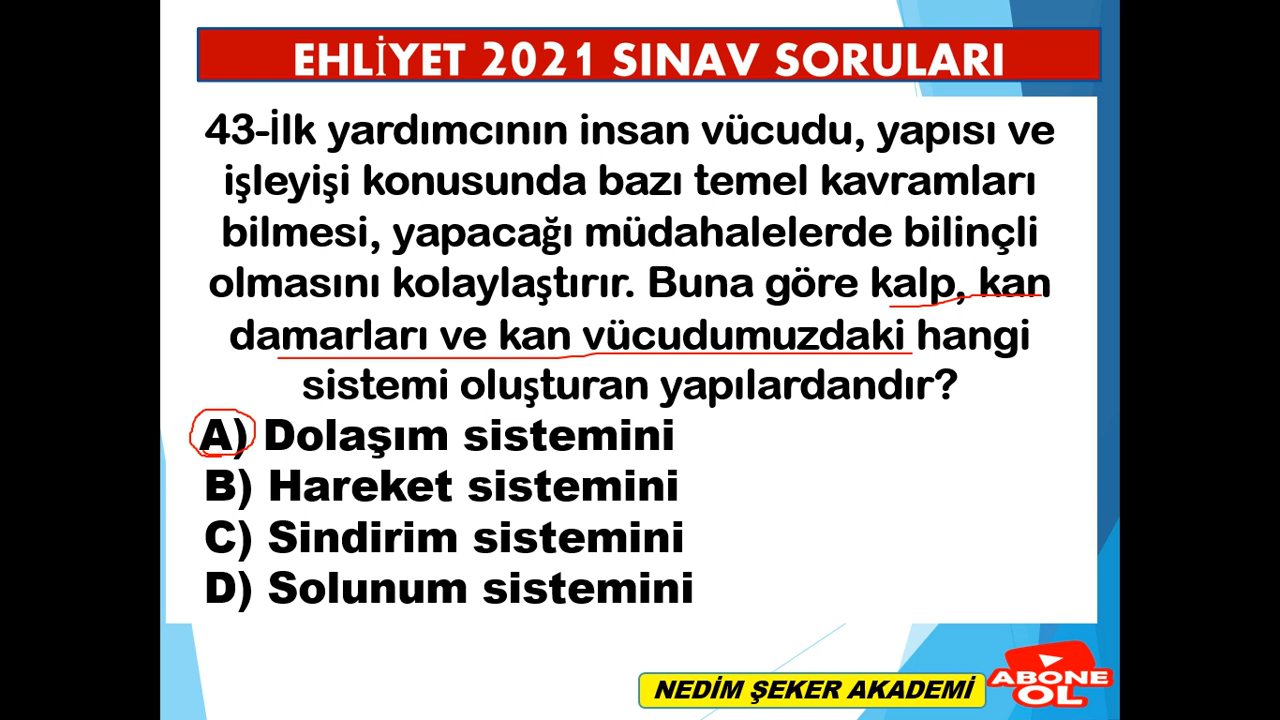 EHLİYET 2021 SINAV SORULARI
43-İlk yardımcının insan vücudu, yapısı ve
işleyişi konusunda bazı temel kavramları
bilmesi, yapacağı müdahalelerde bilinçli
olmasını kolaylaştırır. Buna göre kalp, kan
damarları ve kan vücudumuzdaki hangi
sistemi oluşturan yapılardandır?
A) Dolaşım sistemini
B) Hareket sistemini
C) Sindirim sistemini
D) Solunum sistemini
NEDİM ŞEKER AKADEMİ
ABONE
OL